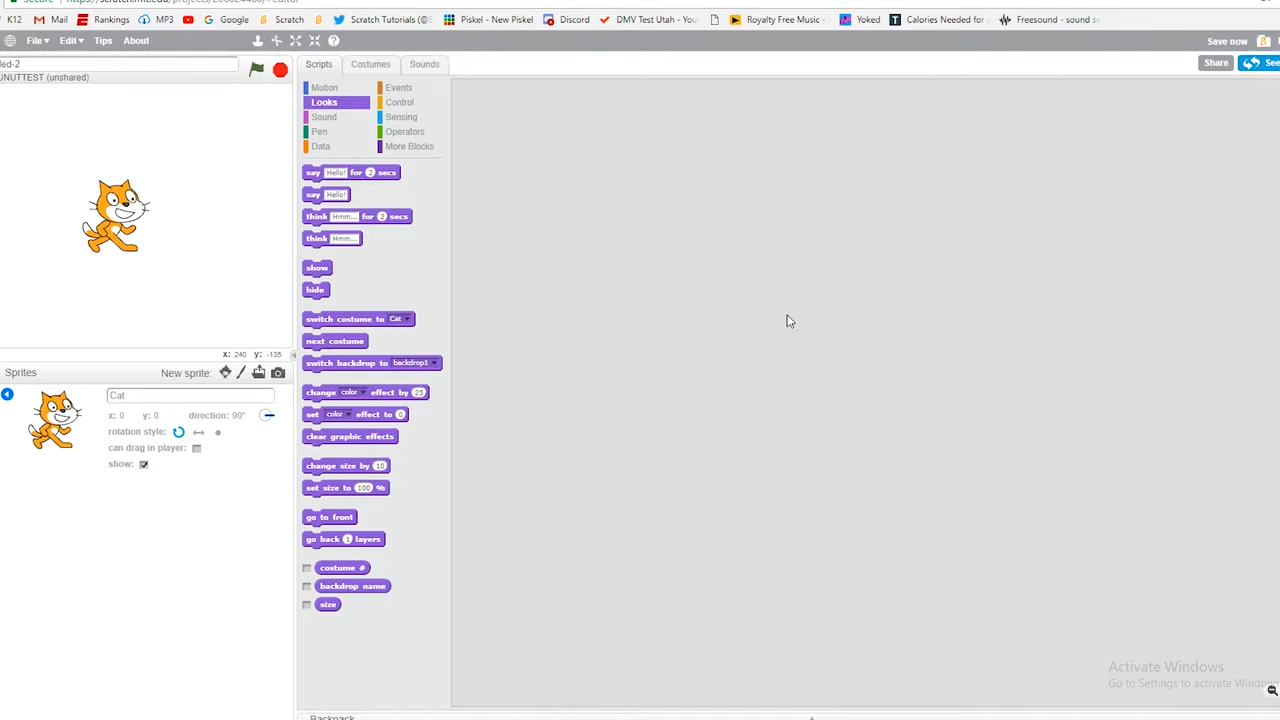 K12 Mail Rankings MP3 Google Scratch Scratch Tutorials (@S Piskel - New Piskel Discord DMV Test Utah - You Royalty Free Music - Yoked Calories Needed for Freesound - sound s
File Edit Tips About Save now
led-2 Scripts Costumes Sounds Share See
UNUTTEST (unshared)
Motion Events
Looks Control
Sound Sensing
Pen Operators
Data More Blocks
say Hello! for 2 secs
say Hello!
think Hmm... for 2 secs
think Hmm...
show
hide
switch costume to Cat
next costume
switch backdrop to backdrop1
change color effect by 25
set color effect to 0
clear graphic effects
change size by 10
set size to 100 %
go to front
go back 1 layers
costume #
backdrop name
size
x: 240 y: -135
Sprites New sprite:
Cat
x: 0 y: 0 direction: 90°
rotation style:
can drag in player:
show:
Activate Windows
Go to Settings to activate Windows
Backpack